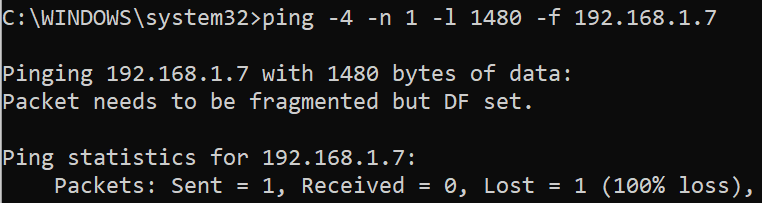 C:\WINDOWS\system32>ping -4 -n 1 -l 1480 -f 192.168.1.7
Pinging 192.168.1.7 with 1480 bytes of data:
Packet needs to be fragmented but DF set.
Ping statistics for 192.168.1.7:
    Packets: Sent = 1, Received = 0, Lost = 1 (100% loss),